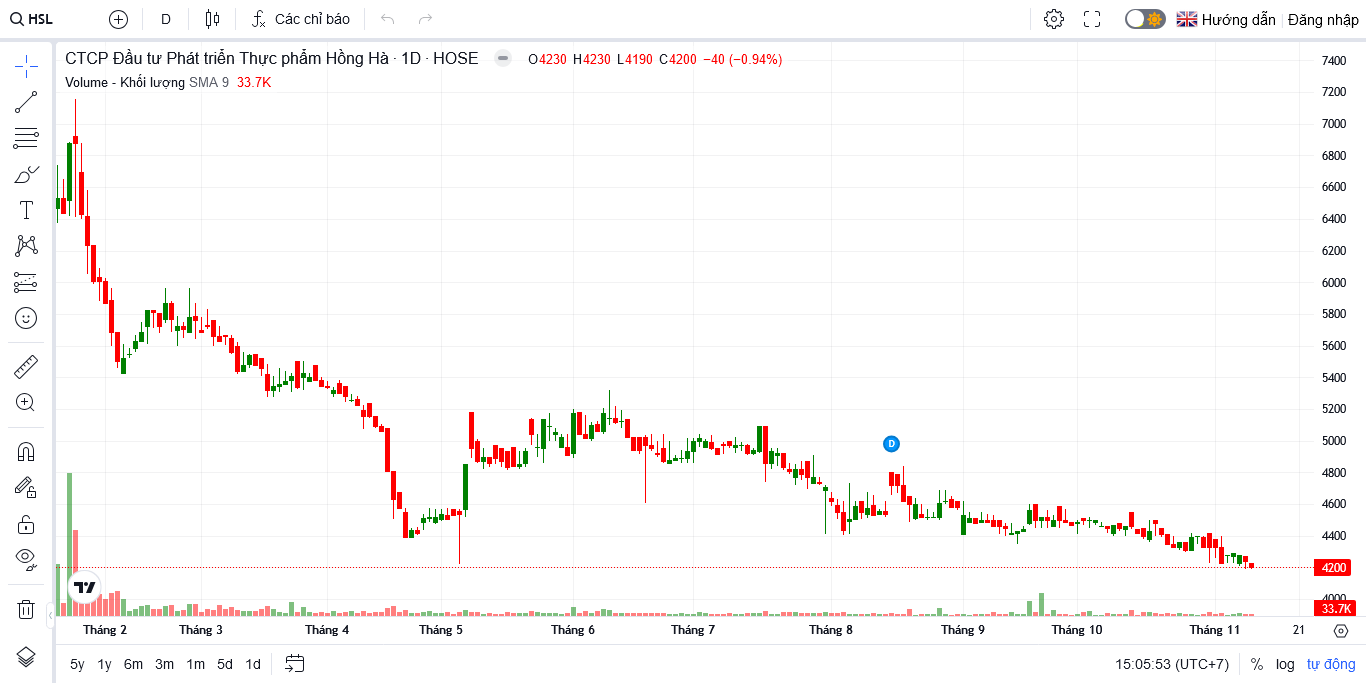 HSL D Các chỉ báo Hướng dẫn Đăng nhập
CTCP Đầu tư Phát triển Thực phẩm Hồng Hà · 1D · HOSE O4230 H4230 L4190 C4200 −40 (−0.94%)
Volume - Khối lượng SMA 9 33.7K
7400
7200
7000
6800
6600
6400
6200
6000
5800
5600
5400
5200
5000
4800
4600
4400
4200
4000
33.7K
D
Tháng 2 Tháng 3 Tháng 4 Tháng 5 Tháng 6 Tháng 7 Tháng 8 Tháng 9 Tháng 10 Tháng 11 21
5y 1y 6m 3m 1m 5d 1d 15:05:53 (UTC+7) % log tự động